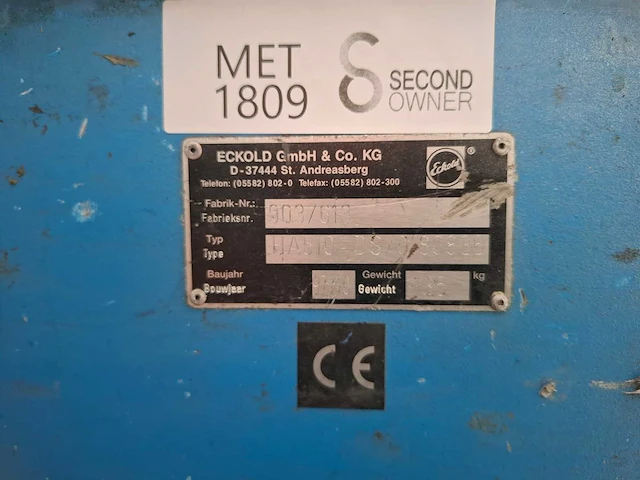 MET
1809
SECOND
OWNER
ECKOLD GmbH & Co. KG
D-37444 St. Andreasberg
Telefon: (05582) 802-0 Telefax: (05582) 802-300
Eckold
®
Fabrik-Nr.:
Fabrieksnr.
Typ
Type
Baujahr
Bouwjaar
Gewicht
Gewicht
kg
CE